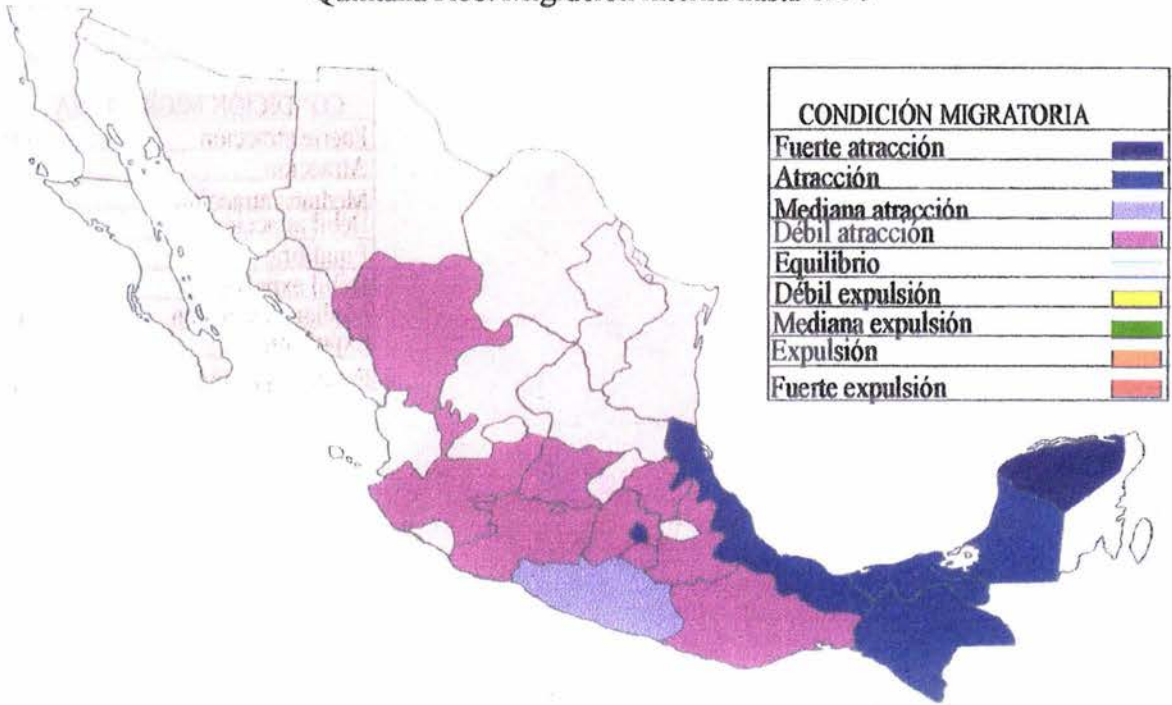 CONDICIÓN MIGRATORIA
Fuerte atracción
Atracción
Mediana atracción
Débil atracción
Equilibrio
Débil expulsión
Mediana expulsión
Expulsión
Fuerte expulsión